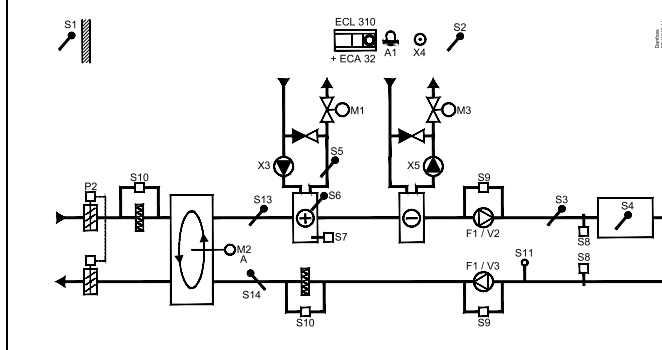 S1
ECL 310
+ ECA 32
A1
X4
S2
M1
M3
X3
S5
X5
P2
S10
S13
S6
S7
S9
S3
S4
F1 / V2
S8
M2
A
S14
S10
F1 / V3
S11
S8
S9
Danfoss